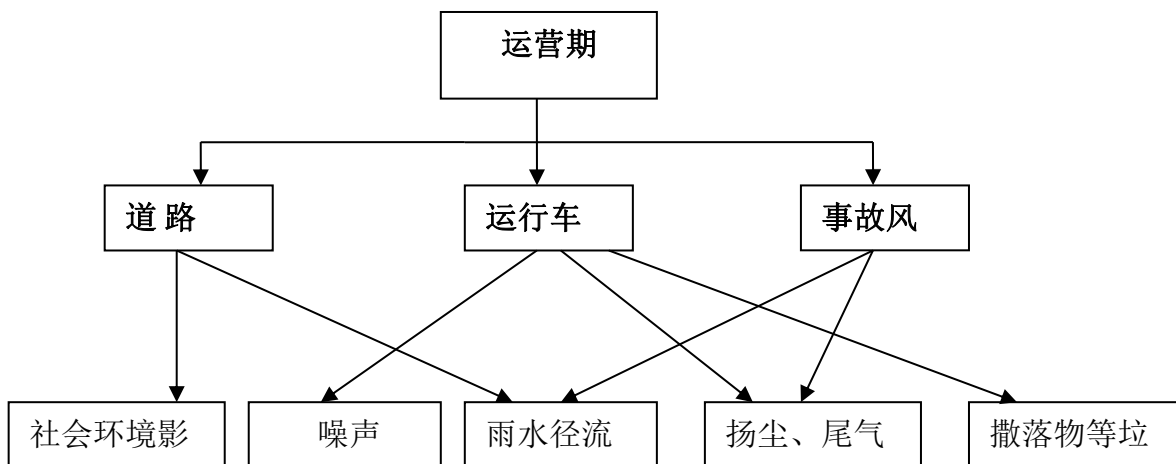 运营期
道 路
运行车
事故风
社会环境影
噪声
雨水径流
扬尘、尾气
撒落物等垃